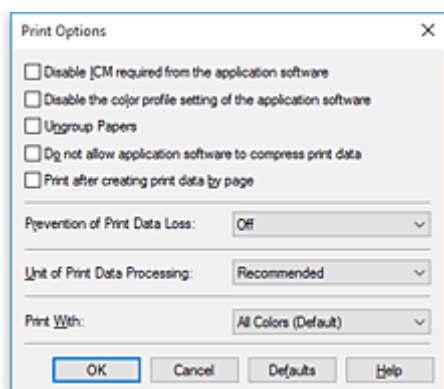 Print Options
Disable ICM required from the application software
Disable the color profile setting of the application software
Ungroup Papers
Do not allow application software to compress print data
Print after creating print data by page
Prevention of Print Data Loss: Off
Unit of Print Data Processing: Recommended
Print With: All Colors (Default)
OK Cancel Defaults Help